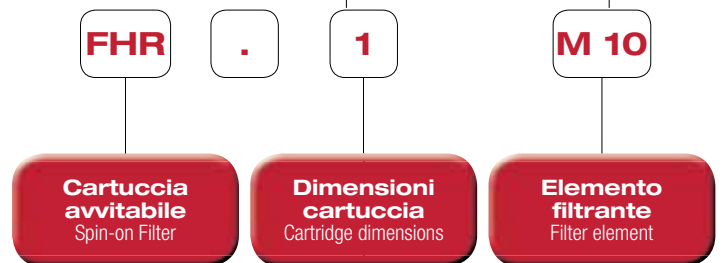 FHR . 1 M 10
Cartuccia avvitabile
Spin-on Filter
Dimensioni cartuccia
Cartridge dimensions
Elemento filtrante
Filter element